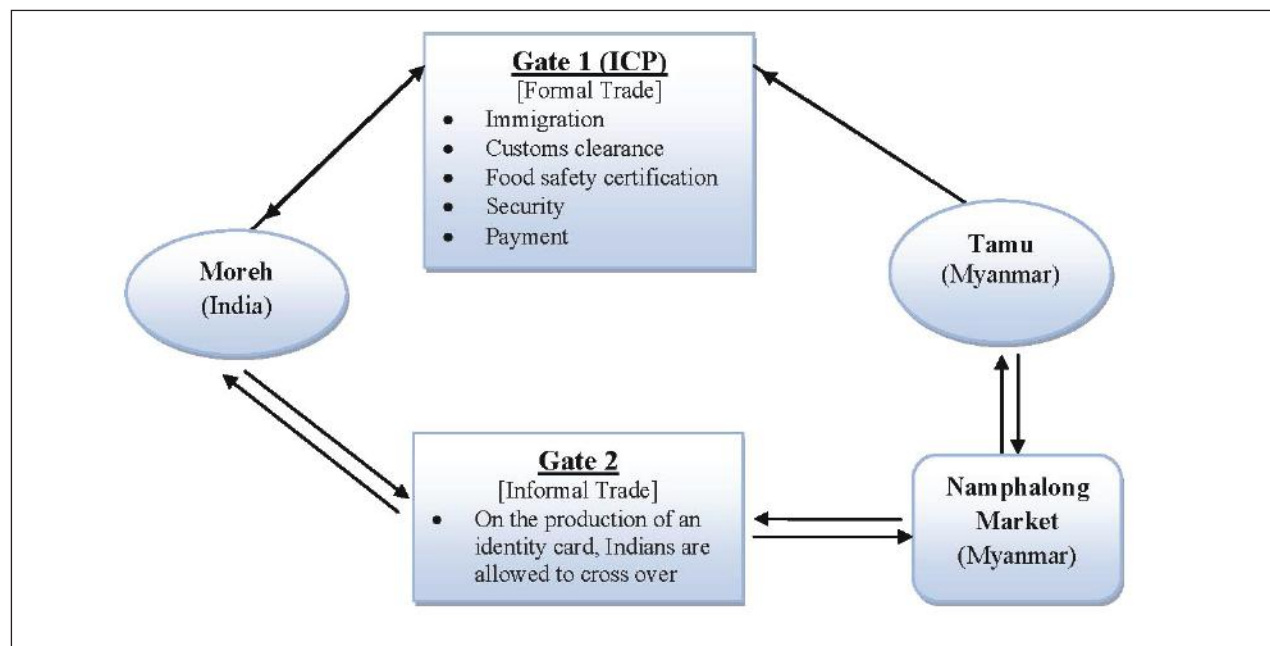 Gate 1 (ICP)
[Formal Trade]
• Immigration
• Customs clearance
• Food safety certification
• Security
• Payment
Moreh
(India)
Tamu
(Myanmar)
Gate 2
[Informal Trade]
• On the production of an
identity card, Indians are
allowed to cross over
Namphalong
Market
(Myanmar)